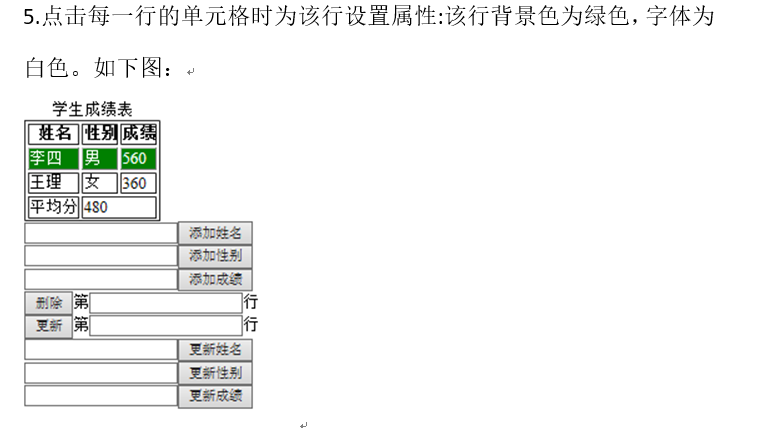 5.点击每一行的单元格时为该行设置属性:该行背景色为绿色，字体为
白色。如下图：
学生成绩表
姓名 性别 成绩
李四 男 560
王理 女 360
平均分 480
添加姓名
添加性别
添加成绩
删除 第 行
更新 第 行
更新姓名
更新性别
更新成绩